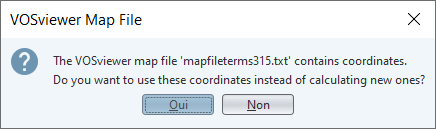 VOSviewer Map File
The VOSviewer map file 'mapfileterms315.txt' contains coordinates.
Do you want to use these coordinates instead of calculating new ones?
Oui Non